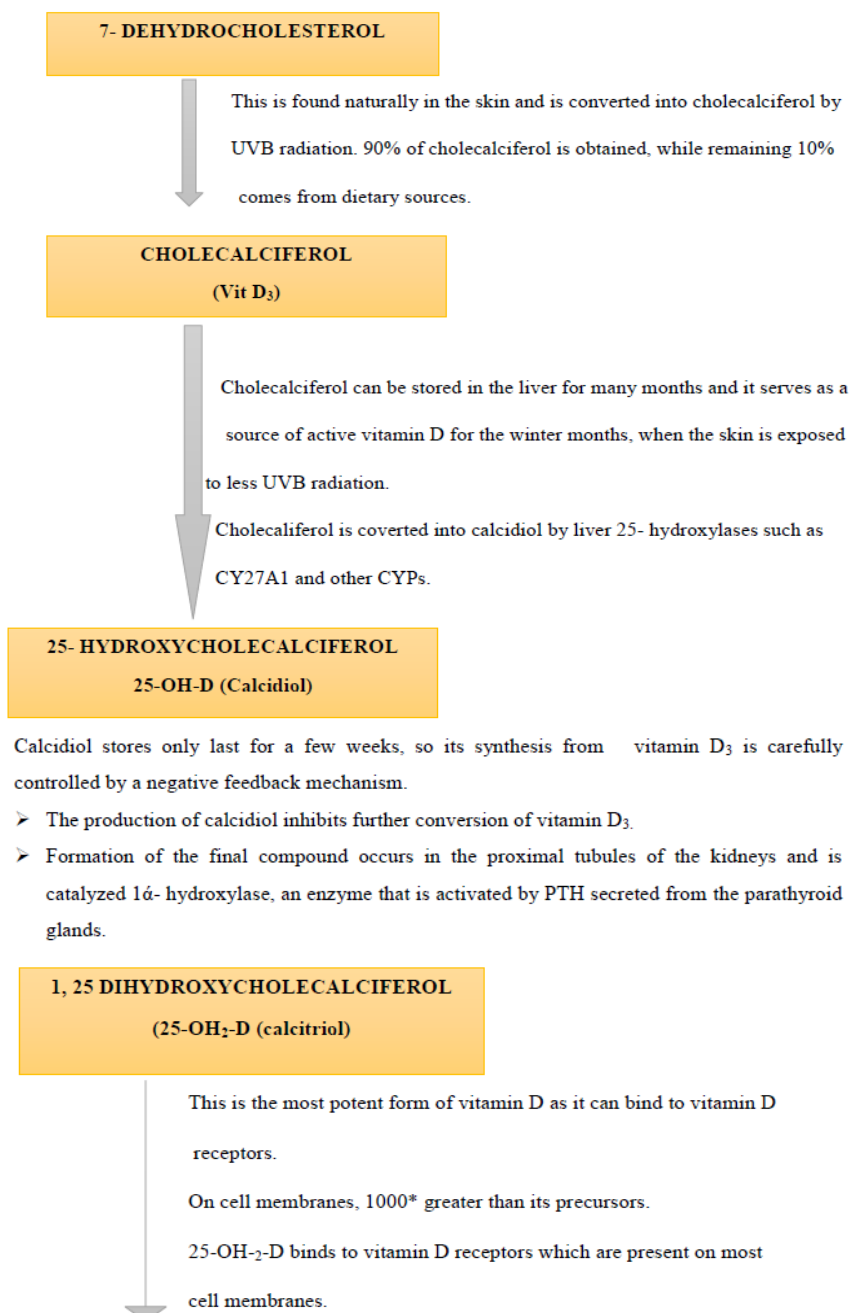 7- DEHYDROCHOLESTEROL
This is found naturally in the skin and is converted into cholecalciferol by
UVB radiation. 90% of cholecalciferol is obtained, while remaining 10%
comes from dietary sources.
CHOLECALCIFEROL
(Vit D₃)
Cholecalciferol can be stored in the liver for many months and it serves as a
source of active vitamin D for the winter months, when the skin is exposed
to less UVB radiation.
Cholecaliferol is coverted into calcidiol by liver 25- hydroxylases such as
CY27A1 and other CYPs.
25- HYDROXYCHOLECALCIFEROL
25-OH-D (Calcidiol)
Calcidiol stores only last for a few weeks, so its synthesis from vitamin D₃ is carefully
controlled by a negative feedback mechanism.
➢ The production of calcidiol inhibits further conversion of vitamin D₃.
➢ Formation of the final compound occurs in the proximal tubules of the kidneys and is
catalyzed 1ά- hydroxylase, an enzyme that is activated by PTH secreted from the parathyroid
glands.
1, 25 DIHYDROXYCHOLECALCIFEROL
(25-OH₂-D (calcitriol)
This is the most potent form of vitamin D as it can bind to vitamin D
receptors.
On cell membranes, 1000* greater than its precursors.
25-OH-₂-D binds to vitamin D receptors which are present on most
cell membranes.